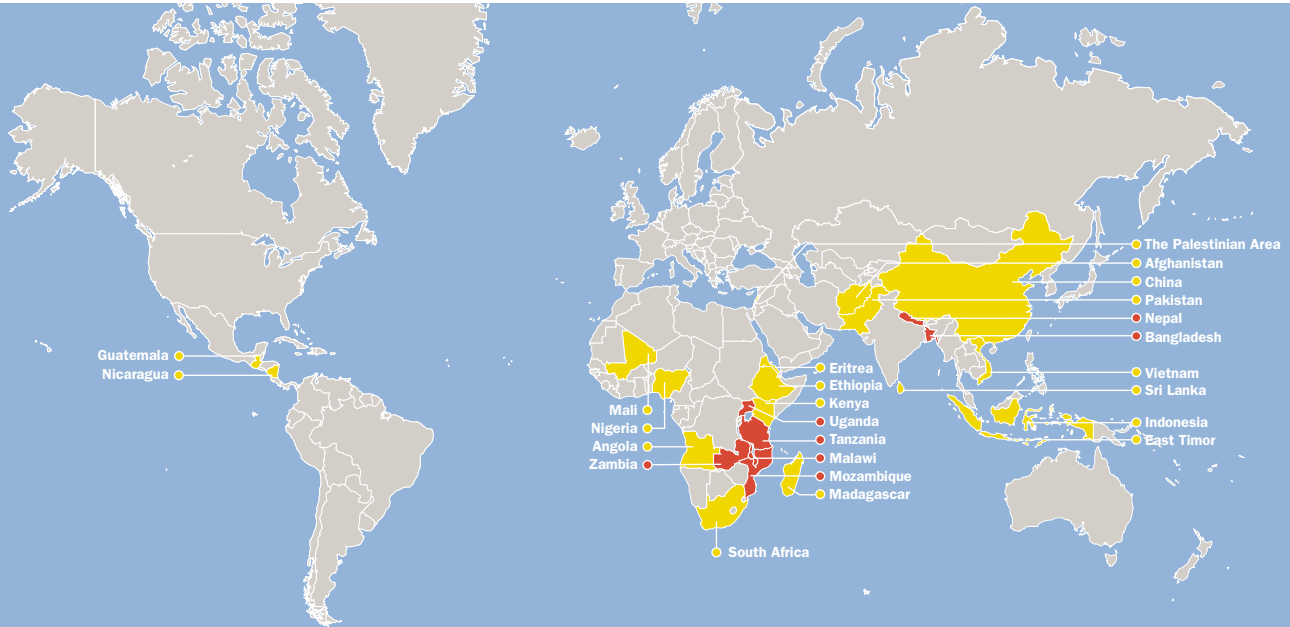 Guatemala
Nicaragua
Mali
Nigeria
Angola
Zambia
South Africa
Eritrea
Ethiopia
Kenya
Uganda
Tanzania
Malawi
Mozambique
Madagascar
The Palestinian Area
Afghanistan
China
Pakistan
Nepal
Bangladesh
Vietnam
Sri Lanka
Indonesia
East Timor